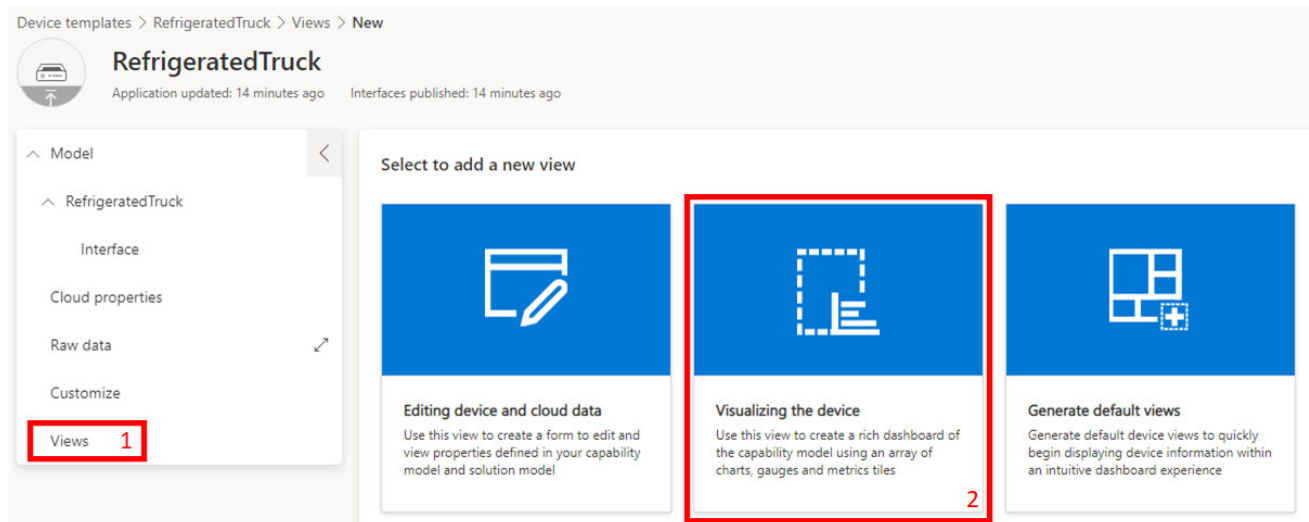 Device templates > RefrigeratedTruck > Views > New
RefrigeratedTruck
Application updated: 14 minutes ago Interfaces published: 14 minutes ago
Model
RefrigeratedTruck
Interface
Cloud properties
Raw data
Customize
Views 1
Select to add a new view
Editing device and cloud data
Use this view to create a form to edit and
view properties defined in your capability
model and solution model
Visualizing the device
Use this view to create a rich dashboard of
the capability model using an array of
charts, gauges and metrics tiles
2
Generate default views
Generate default device views to quickly
begin displaying device information within
an intuitive dashboard experience